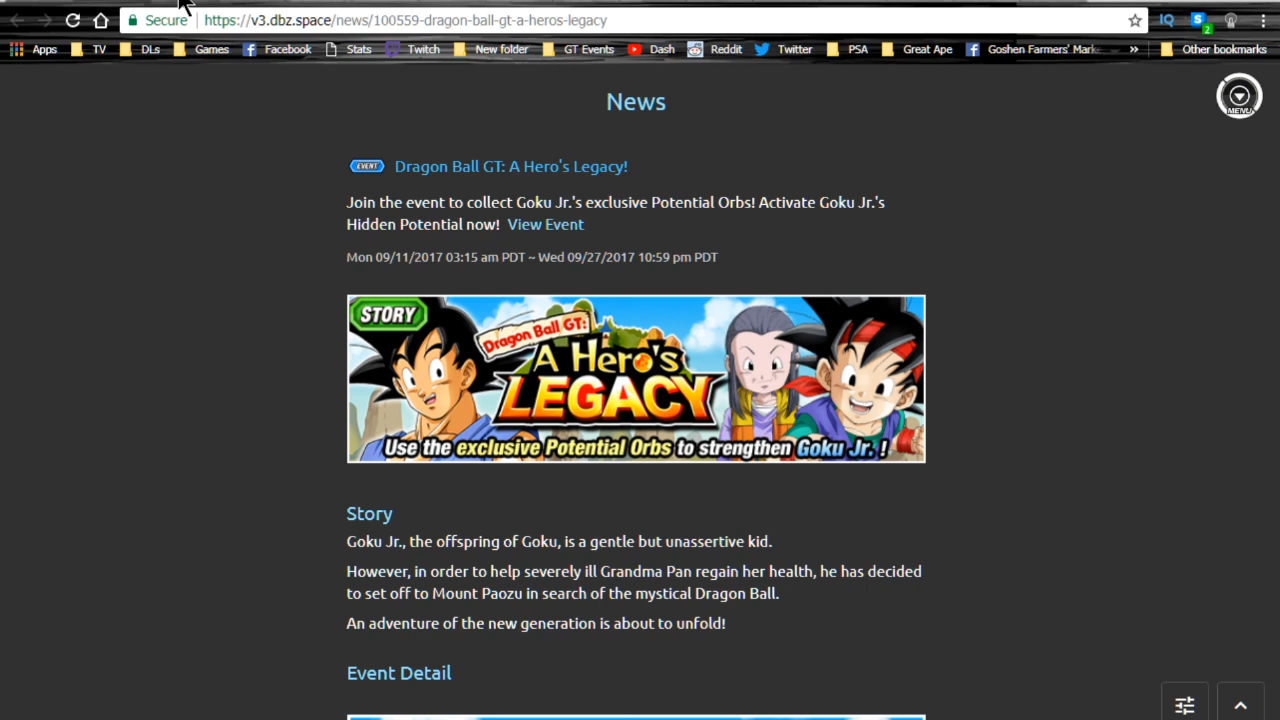 Secure https://v3.dbz.space/news/100559-dragon-ball-gt-a-heros-legacy IQ S 2
Apps TV DLs Games Facebook Stats Twitch New folder GT Events Dash Reddit Twitter PSA Great Ape Goshen Farmers' Mark » Other bookmarks
News
MENU
EVENT Dragon Ball GT: A Hero's Legacy!
Join the event to collect Goku Jr.'s exclusive Potential Orbs! Activate Goku Jr.'s
Hidden Potential now! View Event
Mon 09/11/2017 03:15 am PDT ~ Wed 09/27/2017 10:59 pm PDT
STORY
Dragon Ball GT:
A Hero's
LEGACY
Use the exclusive Potential Orbs to strengthen Goku Jr. !
Story
Goku Jr., the offspring of Goku, is a gentle but unassertive kid.
However, in order to help severely ill Grandma Pan regain her health, he has decided
to set off to Mount Paozu in search of the mystical Dragon Ball.
An adventure of the new generation is about to unfold!
Event Detail